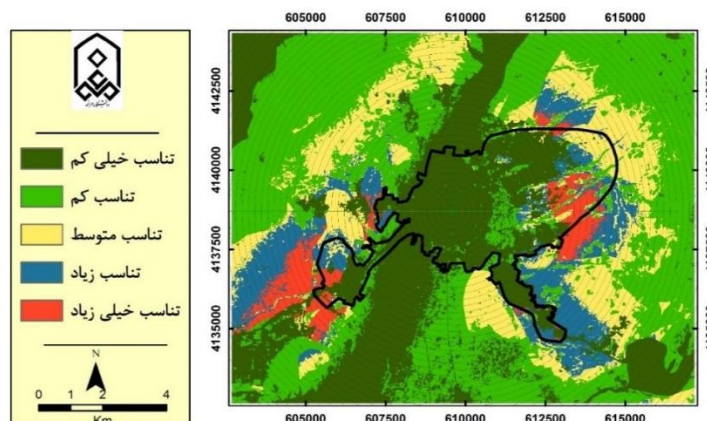 605000 607500 610000 612500 615000
4142500
4140000
4137500
4135000
605000 607500 610000 612500 615000
تناسب خیلی کم
تناسب کم
تناسب متوسط
تناسب زیاد
تناسب خیلی زیاد
N
0 2 4
Km